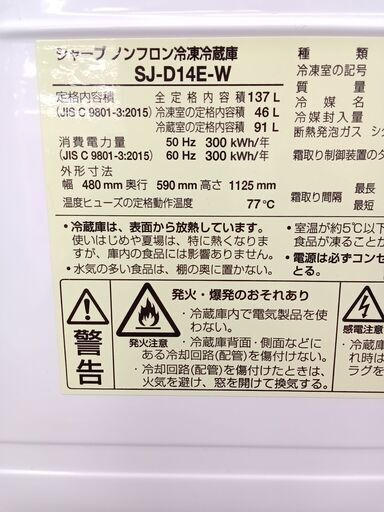 シャープ ノンフロン冷凍冷蔵庫
SJ-D14E-W
定格内容積 全定格内容積 137 L
(JIS C 9801-3:2015) 冷凍室の容積 46 L
冷蔵室の容積 91 L
消費電力量 50 Hz 300 kWh/年
(JIS C 9801-3:2015) 60 Hz 300 kWh/年
外形寸法
幅 480 mm 奥行 590 mm 高さ 1125 mm
温度ヒューズの定格動作温度 77℃
• 冷蔵庫は、表面から放熱しています。
使いはじめや夏場は、特に熱くなりま
すが、庫内の食品には影響ありません。
• 水気の多い食品は、棚の奥に置かない。
種類
冷凍室の記号
質量
冷媒名
冷媒封入量
断熱発泡ガス シ
霜取り制御装置の
霜取り間隔 最長
最
• 室温が約5℃以下
食品が凍ること
• 電源は必ずコンセ
とる。
警告
発火注意
発火・爆発のおそれあり
・冷蔵庫内で電気製品を使
わない。
・冷蔵庫背面・側面などに
ある冷却回路(配管)を傷付けない。
・冷却回路(配管)を傷付けたときは、
火気を避け、窓を開けて換気する。
感電注意
れ時は
ラグを